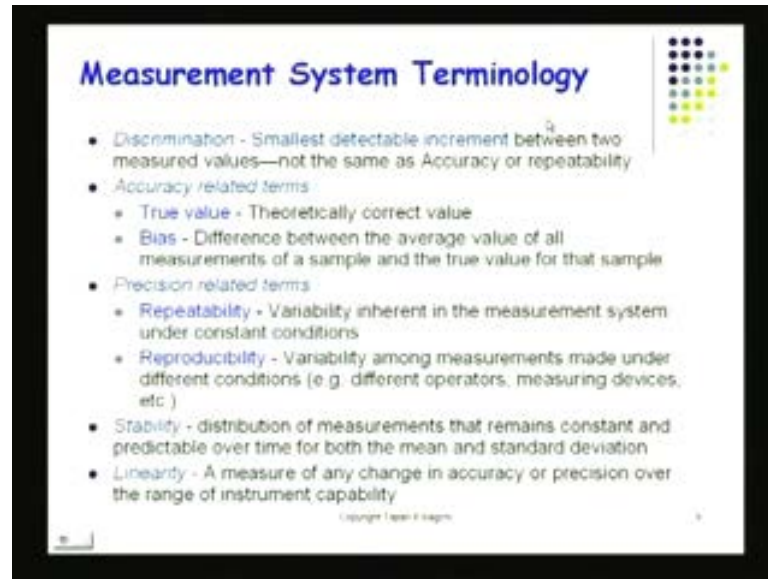 Measurement System Terminology
Discrimination - Smallest detectable increment between two
measured values—not the same as Accuracy or repeatability
Accuracy related terms
True value - Theoretically correct value
Bias - Difference between the average value of all
measurements of a sample and the true value for that sample
Precision related terms
Repeatability - Variability inherent in the measurement system
under constant conditions
Reproducibility - Variability among measurements made under
different conditions (e.g. different operators, measuring devices,
etc.)
Stability - distribution of measurements that remains constant and
predictable over time for both the mean and standard deviation
Linearity - A measure of any change in accuracy or precision over
the range of instrument capability
Copyright Tapan